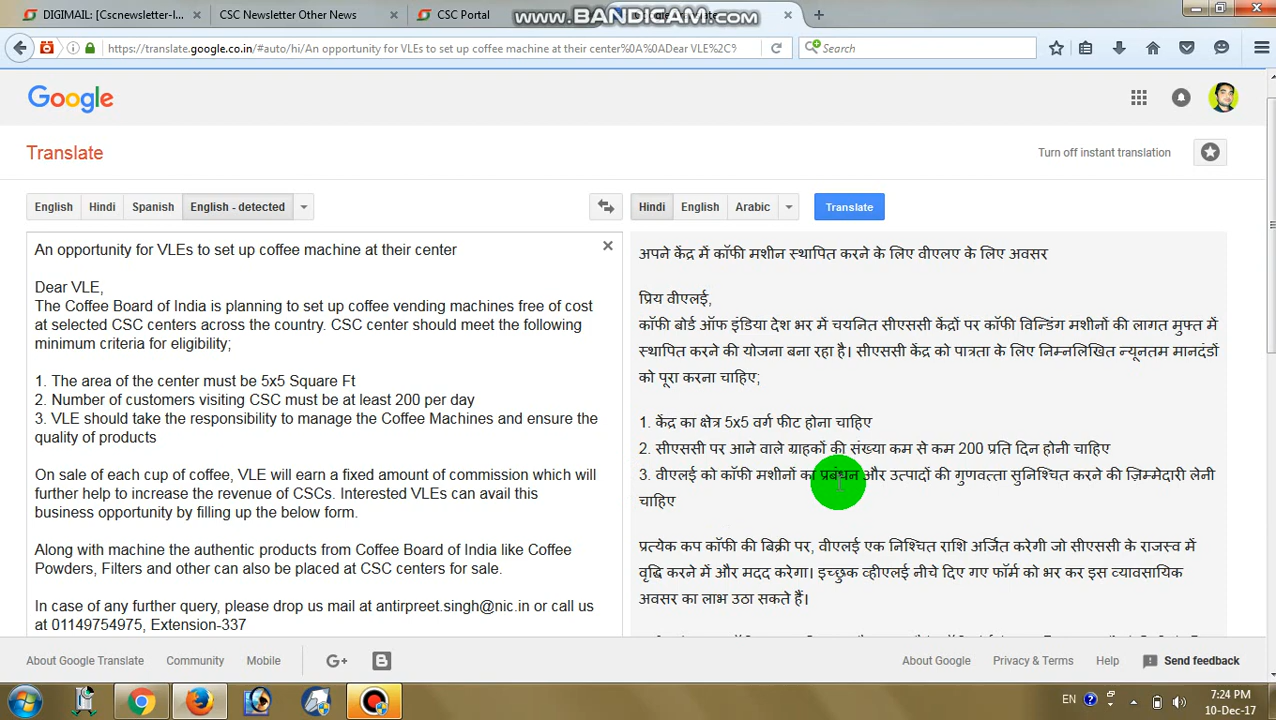 DIGIMAIL: [Cscnewsletter-I... × CSC Newsletter Other News × CSC Portal ×
www.BANDICAM.com
https://translate.google.co.in/#auto/hi/An opportunity for VLEs to set up coffee machine at their center%0A%0ADear VLE%2C%
Search
Google
Translate
Turn off instant translation
English Hindi Spanish English - detected
Hindi English Arabic Translate
An opportunity for VLEs to set up coffee machine at their center
Dear VLE,
The Coffee Board of India is planning to set up coffee vending machines free of cost
at selected CSC centers across the country. CSC center should meet the following
minimum criteria for eligibility;
1. The area of the center must be 5x5 Square Ft
2. Number of customers visiting CSC must be at least 200 per day
3. VLE should take the responsibility to manage the Coffee Machines and ensure the
quality of products
On sale of each cup of coffee, VLE will earn a fixed amount of commission which will
further help to increase the revenue of CSCs. Interested VLEs can avail this
business opportunity by filling up the below form.
Along with machine the authentic products from Coffee Board of India like Coffee
Powders, Filters and other can also be placed at CSC centers for sale.
In case of any further query, please drop us mail at antirpreet.singh@nic.in or call us
at 01149754975, Extension-337
अपने केंद्र में कॉफी मशीन स्थापित करने के लिए वीएलए के लिए अवसर
प्रिय वीएलई,
कॉफी बोर्ड ऑफ इंडिया देश भर में चयनित सीएससी केंद्रों पर कॉफी विन्डिंग मशीनों की लागत मुफ्त में
स्थापित करने की योजना बना रहा है। सीएससी केंद्र को पात्रता के लिए निम्नलिखित न्यूनतम मानदंडों
को पूरा करना चाहिए;
1. केंद्र का क्षेत्र 5x5 वर्ग फीट होना चाहिए
2. सीएससी पर आने वाले ग्राहकों की संख्या कम से कम 200 प्रति दिन होनी चाहिए
3. वीएलई को कॉफी मशीनों का प्रबंधन और उत्पादों की गुणवत्ता सुनिश्चित करने की ज़िम्मेदारी लेनी
चाहिए
प्रत्येक कप कॉफी की बिक्री पर, वीएलई एक निश्चित राशि अर्जित करेगी जो सीएससी के राजस्व में
वृद्धि करने में और मदद करेगा। इच्छुक व्हीएलई नीचे दिए गए फॉर्म को भर कर इस व्यावसायिक
अवसर का लाभ उठा सकते हैं।
About Google Translate Community Mobile G+ About Google Privacy & Terms Help Send feedback
EN 7:24 PM
10-Dec-17